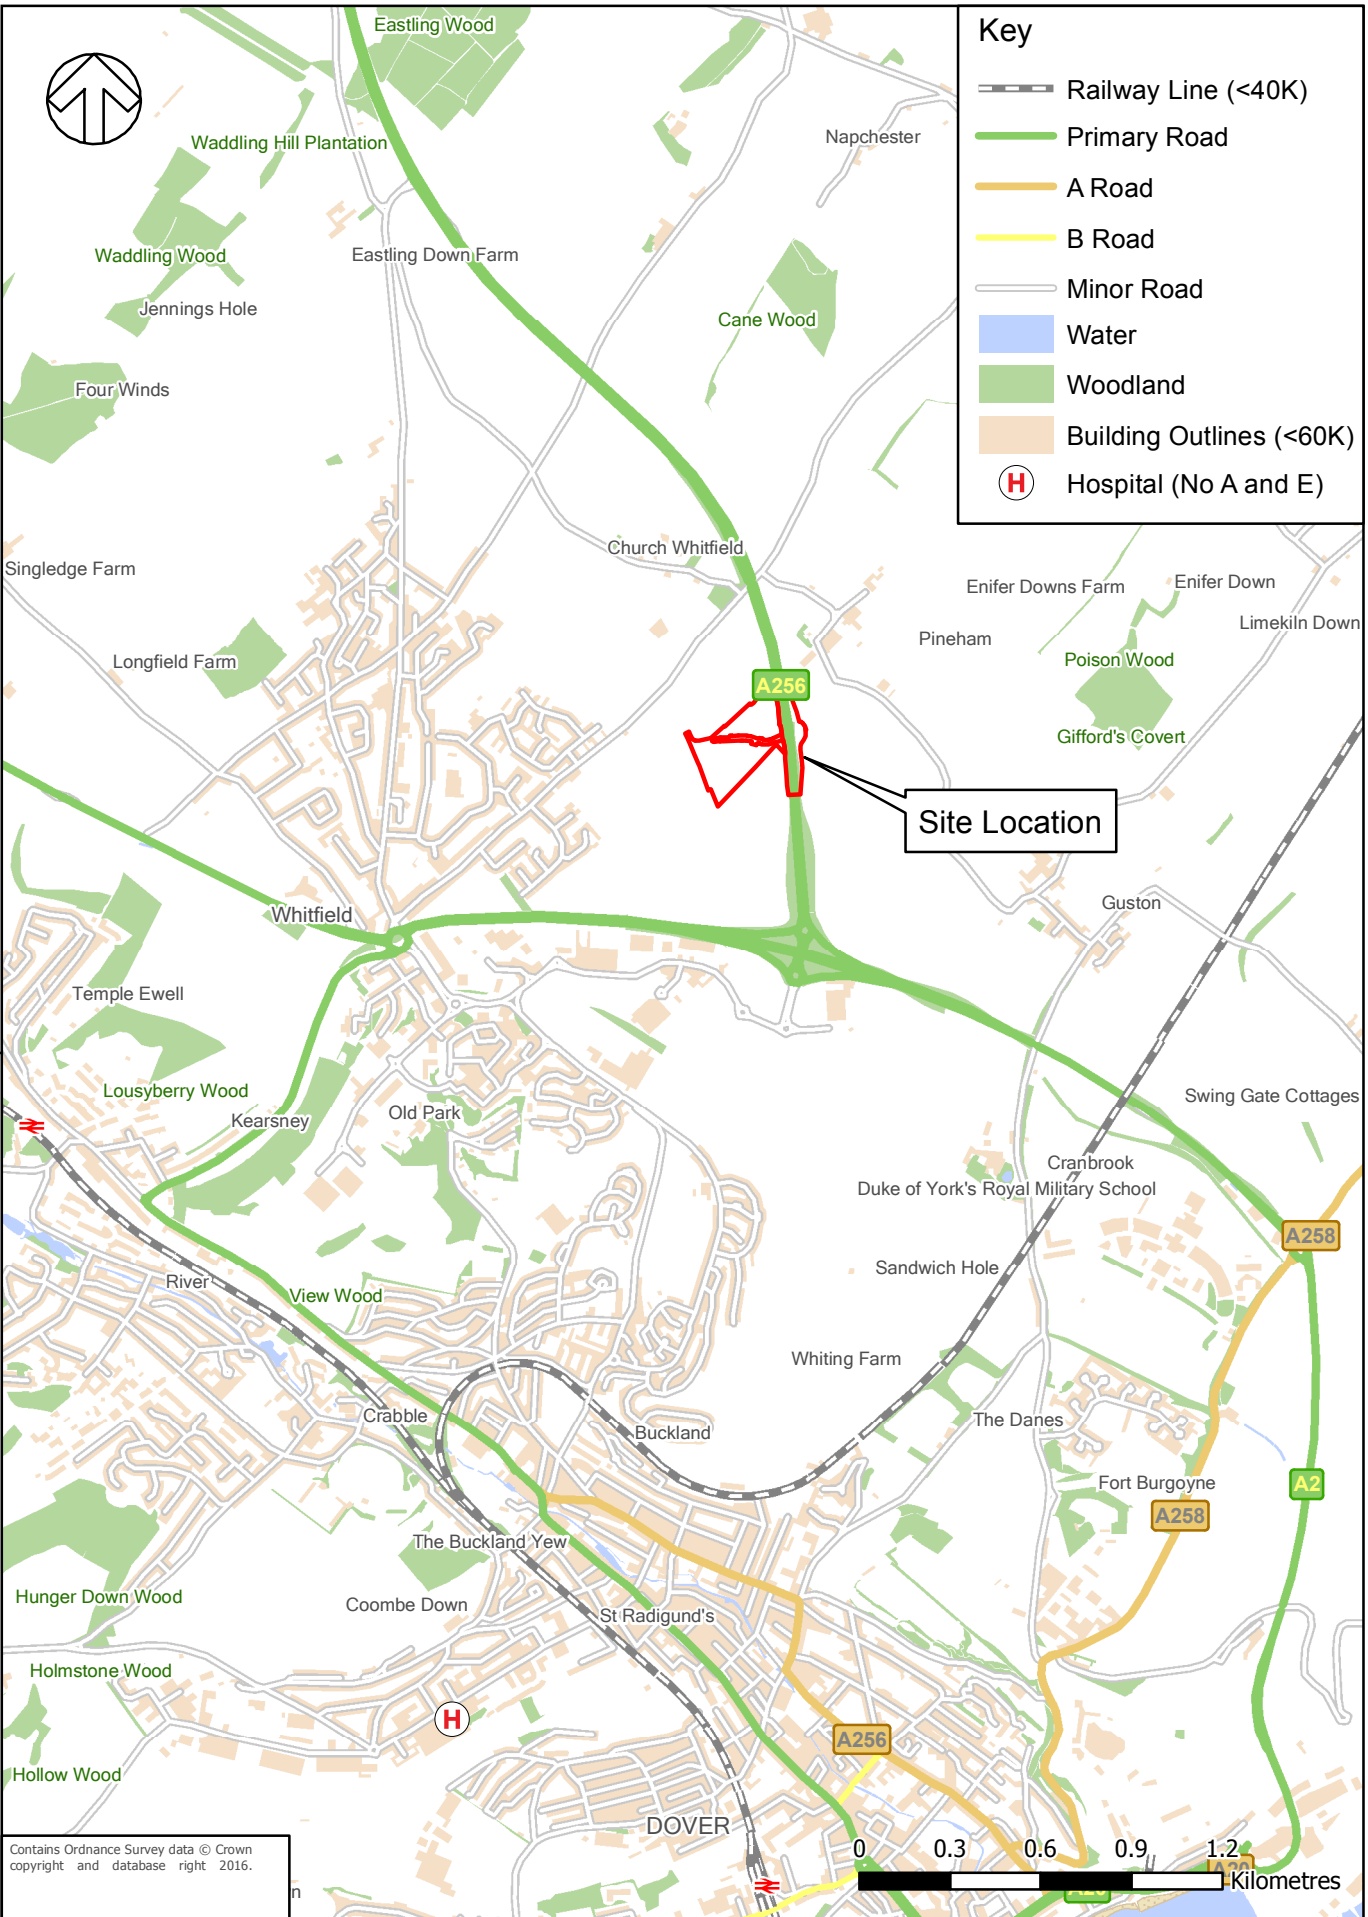 Key
Railway Line (<40K)
Primary Road
A Road
B Road
Minor Road
Water
Woodland
Building Outlines (<60K)
H
Hospital (No A and E)
Eastling Wood
Waddling Hill Plantation
Napchester
Waddling Wood
Eastling Down Farm
Jennings Hole
Cane Wood
Four Winds
Church Whitfield
Singledge Farm
Enifer Downs Farm
Enifer Down
Limekiln Down
Pineham
Longfield Farm
Poison Wood
A256
Gifford's Covert
Site Location
Whitfield
Guston
Temple Ewell
Lousyberry Wood
Kearsney
Old Park
Swing Gate Cottages
Cranbrook
Duke of York's Royal Military School
A258
River
Sandwich Hole
View Wood
Whiting Farm
Crabble
Buckland
The Danes
Fort Burgoyne
A2
A258
The Buckland Yew
Hunger Down Wood
Coombe Down
St Radigund's
Holmstone Wood
H
A256
Hollow Wood
DOVER
0 0.3 0.6 0.9 1.2
Kilometres
A20
A20
Contains Ordnance Survey data © Crown
copyright and database right 2016.
n